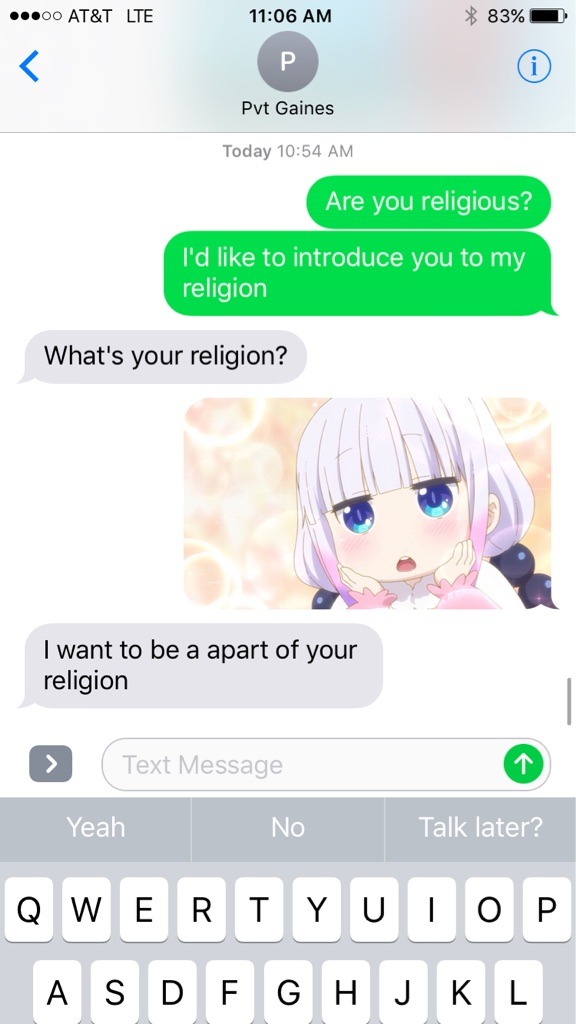 AT&T LTE 11:06 AM 83%
P
Pvt Gaines
Today 10:54 AM
Are you religious?
I'd like to introduce you to my
religion
What's your religion?
I want to be a apart of your
religion
Text Message
Yeah No Talk later?
Q W E R T Y U I O P
A S D F G H J K L